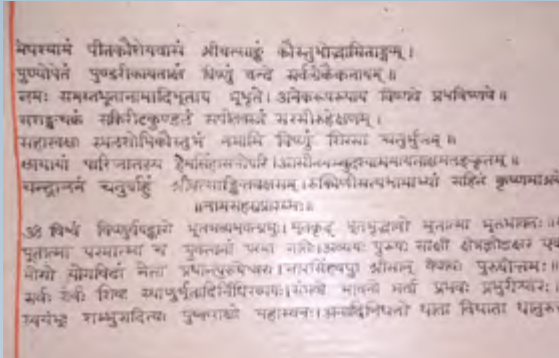 मेघश्यामं पीतकौशेयवासं श्रीवत्साङ्कं कौस्तुभोद्भासिताङ्गम् ।
पुण्योपेतं पुण्डरीकायताक्षं विष्णुं वन्दे सर्वलोकैकनाथम् ॥
नमः समस्तभूतानामादिभूताय भूभृते । अनेकरूपरूपाय विष्णवे प्रभविष्णवे ॥
सशङ्खचक्रं सकिरीटकुण्डलं सपीतवस्त्रं सरसीरुहेक्षणम् ।
सहारवक्षः स्थलशोभिकौस्तुभं नमामि विष्णुं शिरसा चतुर्भुजम् ॥
छायायां पारिजातस्य हेमसिंहासनोपरि । आसीनमम्बुदश्याममायताक्षमलङ्कृतम् ॥
चन्द्राननं चतुर्बाहुं श्रीवत्साङ्कितवक्षसम् । रुक्मिणीसत्यभामाभ्यां सहितं कृष्णमाश्रये
॥ नामसहस्रप्रारम्भः ॥
ॐ विश्वं विष्णुर्वषट्कारो भूतभव्यभवत्प्रभुः । भूतकृद् भूतभृद्भावो भूतात्मा भूतभावनः ॥
पूतात्मा परमात्मा च मुक्तानां परमा गतिः । अव्ययः पुरुषः साक्षी क्षेत्रज्ञोऽक्षर एव
योगो योगविदां नेता प्रधानपुरुषेश्वरः । नारसिंहवपुः श्रीमान् केशवः पुरुषोत्तमः ॥
सर्वः शर्वः शिवः स्थाणुर्भूतादिर्निधिरव्ययः । संभवो भावनो भर्ता प्रभवः प्रभुरीश्वरः ॥
स्वयंभूः शम्भुरादित्यः पुष्कराक्षो महास्वनः । अनादिनिधनो धाता विधाता धातुरु